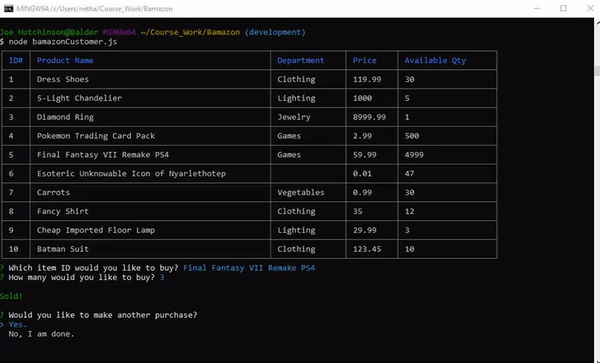 MINGW64:/c/Users/netha/Course_Work/Bamazon
Joe Hutchinson@Baldor MINGW64 ~/Course_Work/Bamazon (development)
$ node bamazonCustomer.js
ID# Product Name Department Price Available Qty
1 Dress Shoes Clothing 119.99 30
2 5-Light Chandelier Lighting 1000 5
3 Diamond Ring Jewelry 8999.99 1
4 Pokemon Trading Card Pack Games 2.99 500
5 Final Fantasy VII Remake PS4 Games 59.99 4999
6 Esoteric Unknowable Icon of Nyarlethotep 0.01 47
7 Carrots Vegetables 0.99 30
8 Fancy Shirt Clothing 35 12
9 Cheap Imported Floor Lamp Lighting 29.99 3
10 Batman Suit Clothing 123.45 10
? Which item ID would you like to buy? Final Fantasy VII Remake PS4
? How many would you like to buy? 3
Sold!
? Would you like to make another purchase?
> Yes.
No, I am done.